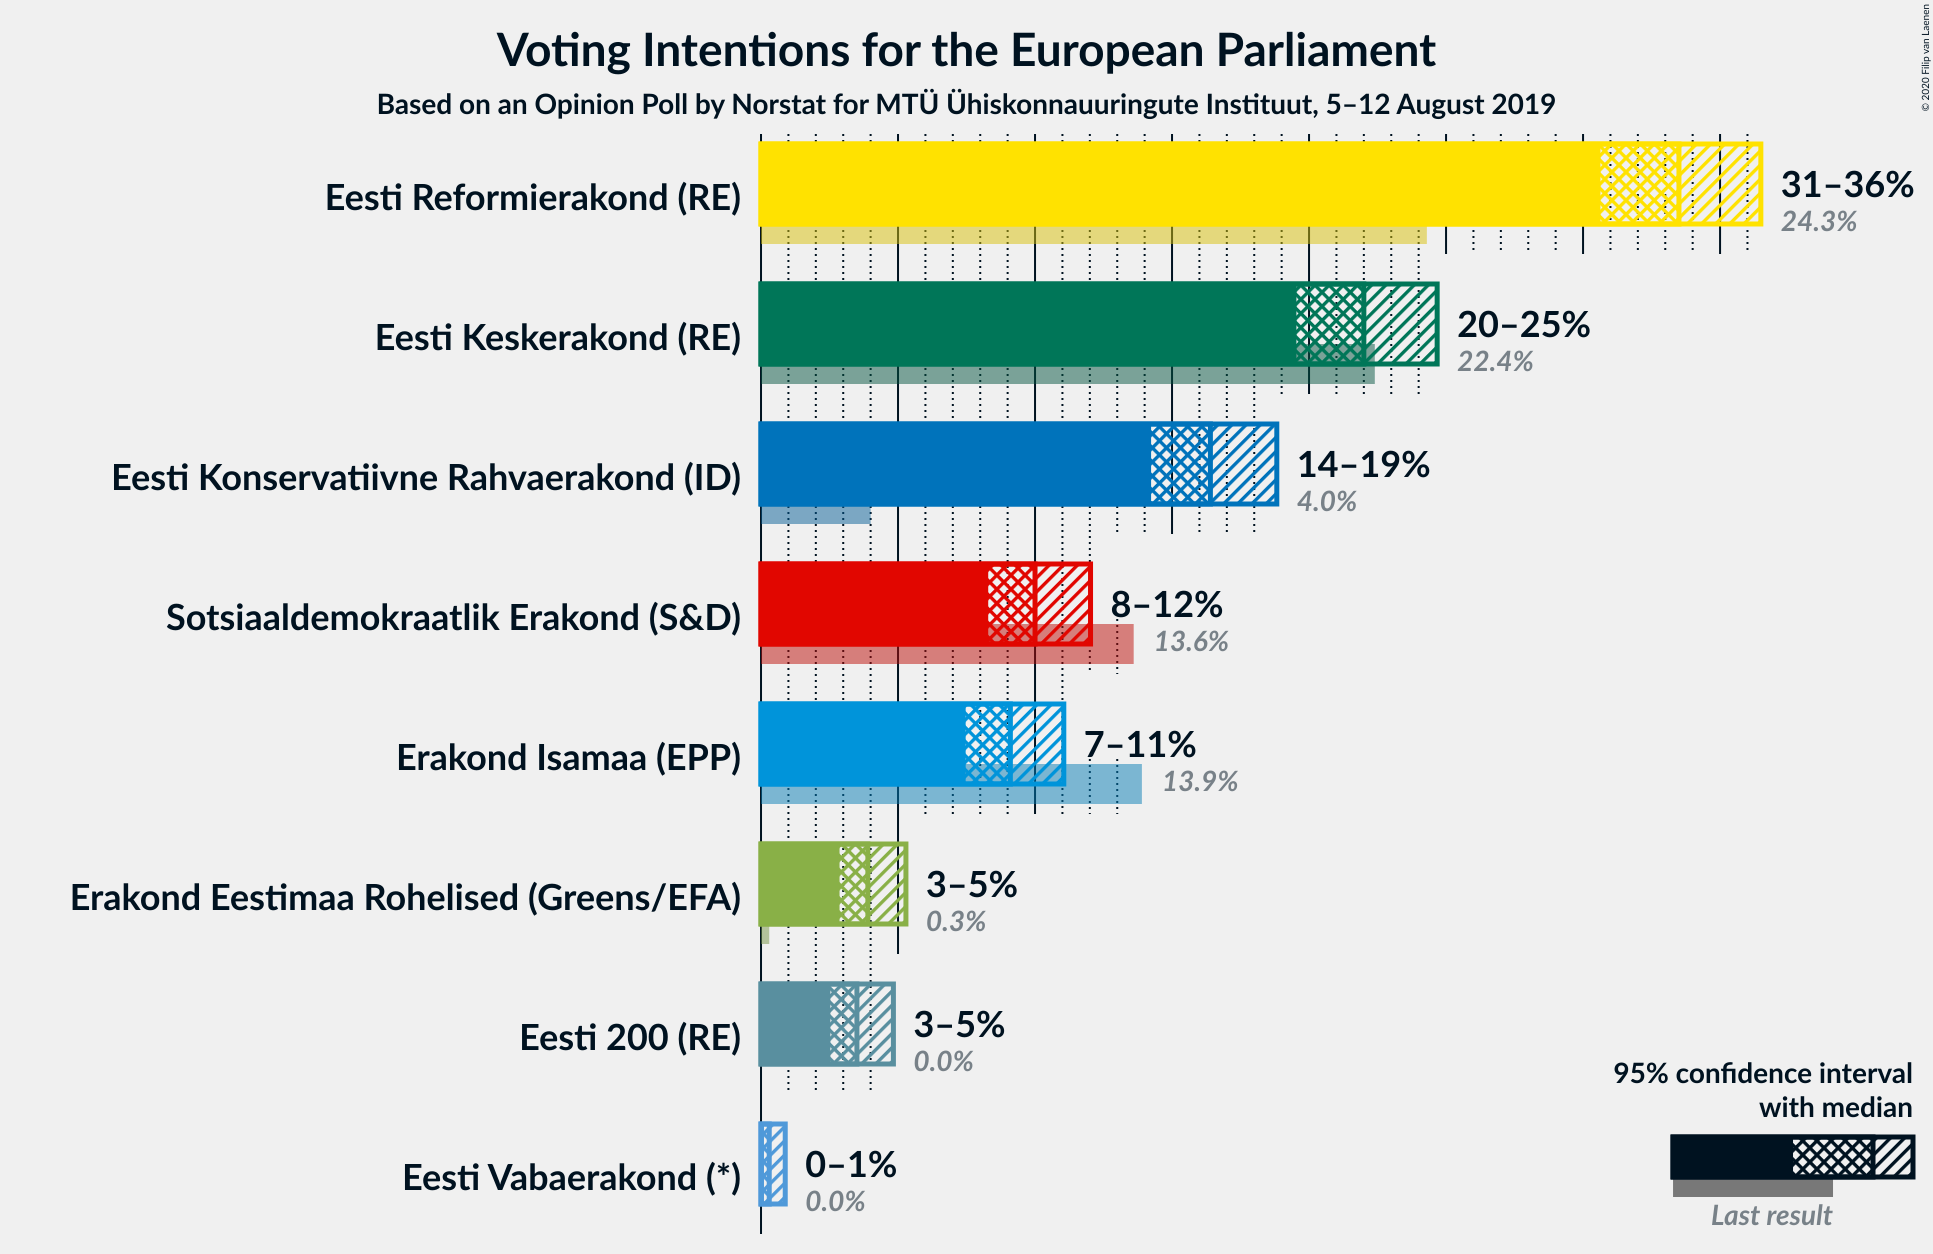 Voting Intentions for the European Parliament
Based on an Opinion Poll by Norstat for MTÜ Ühiskonnauuringute Instituut, 5–12 August 2019
© 2020 Filip van Laenen
Eesti Reformierakond (RE)
31–36%
24.3%
Eesti Keskerakond (RE)
20–25%
22.4%
Eesti Konservatiivne Rahvaerakond (ID)
14–19%
4.0%
Sotsiaaldemokraatlik Erakond (S&D)
8–12%
13.6%
Erakond Isamaa (EPP)
7–11%
13.9%
Erakond Eestimaa Rohelised (Greens/EFA)
3–5%
0.3%
Eesti 200 (RE)
3–5%
0.0%
Eesti Vabaerakond (*)
0–1%
0.0%
95% confidence interval
with median
Last result